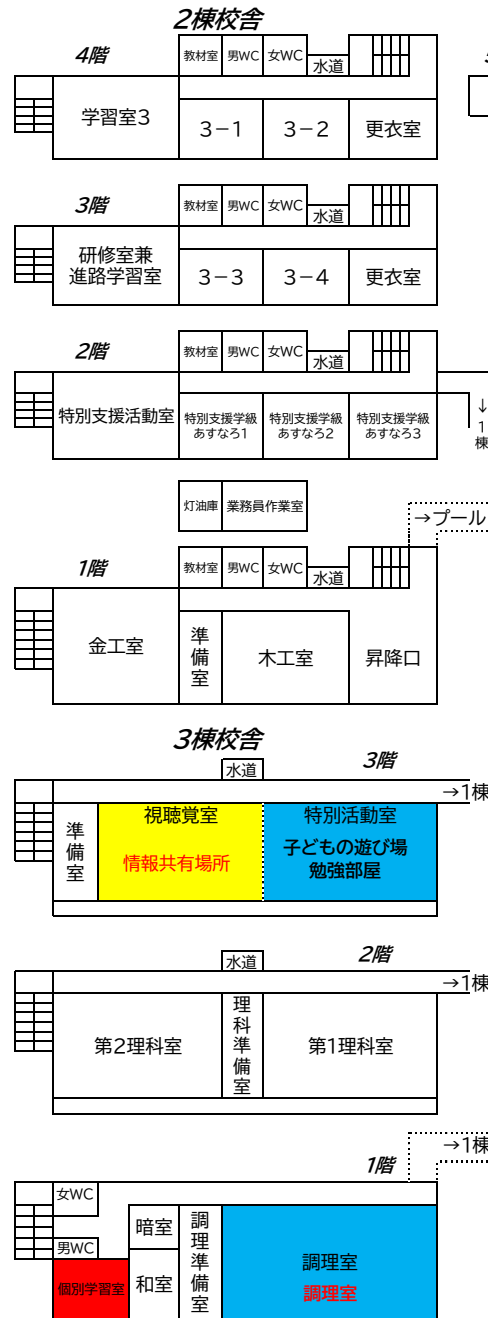 2棟校舎
4階
教材室 男WC 女WC 水道
学習室3 3-1 3-2 更衣室
3階
教材室 男WC 女WC 水道
研修室兼
進路学習室
3-3 3-4 更衣室
2階
教材室 男WC 女WC 水道
特別支援活動室
特別支援学級
あすなろ1
特別支援学級
あすなろ2
特別支援学級
あすなろ3
↓
1
棟
灯油庫 業務員作業室
→プール
1階
教材室 男WC 女WC 水道
金工室
準備室
木工室
昇降口
3棟校舎
水道
3階
→1棟
準備室
視聴覚室
情報共有場所
特別活動室
子どもの遊び場
勉強部屋
水道
2階
→1棟
第2理科室
理科準備室
第1理科室
→1棟
1階
女WC
男WC
個別学習室
暗室
和室
調理準備室
調理室
調理室